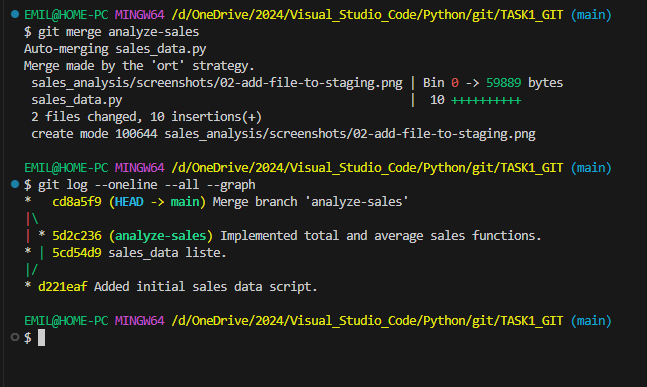 EMIL@HOME-PC MINGW64 /d/OneDrive/2024/Visual_Studio_Code/Python/git/TASK1_GIT (main)
$ git merge analyze-sales
Auto-merging sales_data.py
Merge made by the 'ort' strategy.
 sales_analysis/screenshots/02-add-file-to-staging.png | Bin 0 -> 59889 bytes
 sales_data.py                                         |  10 ++++++++++
 2 files changed, 10 insertions(+)
 create mode 100644 sales_analysis/screenshots/02-add-file-to-staging.png
EMIL@HOME-PC MINGW64 /d/OneDrive/2024/Visual_Studio_Code/Python/git/TASK1_GIT (main)
$ git log --oneline --all --graph
*   cd8a5f9 (HEAD -> main) Merge branch 'analyze-sales'
|\
| * 5d2c236 (analyze-sales) Implemented total and average sales functions.
* | 5cd54d9 sales_data liste.
|/
* d221eaf Added initial sales data script.
EMIL@HOME-PC MINGW64 /d/OneDrive/2024/Visual_Studio_Code/Python/git/TASK1_GIT (main)
$